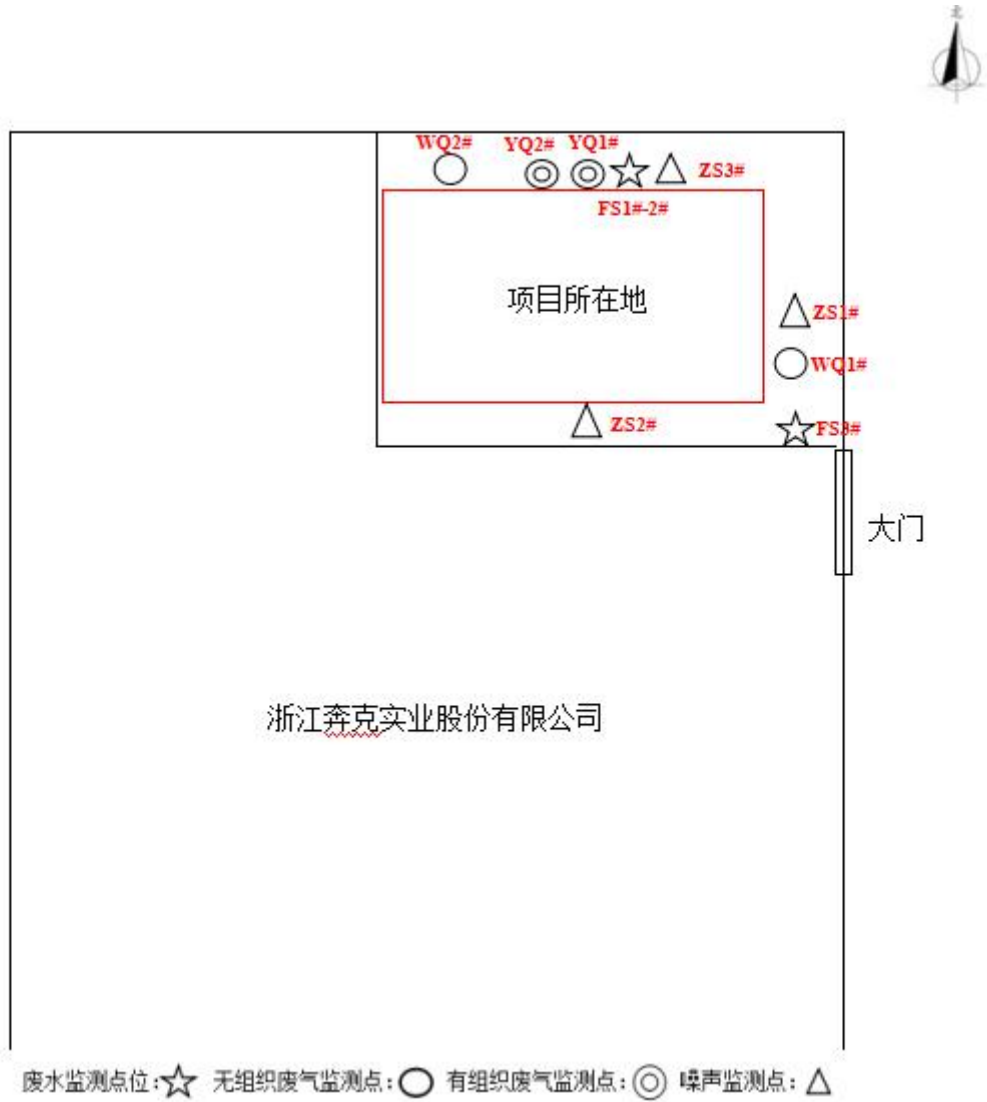 北
WQ2# YQ2# YQ1#
ZS3#
FS1#-2#
项目所在地
ZS1#
WQ1#
ZS2# FS3#
大门
浙江奔克实业股份有限公司
废水监测点位: 无组织废气监测点: 有组织废气监测点: 噪声监测点: